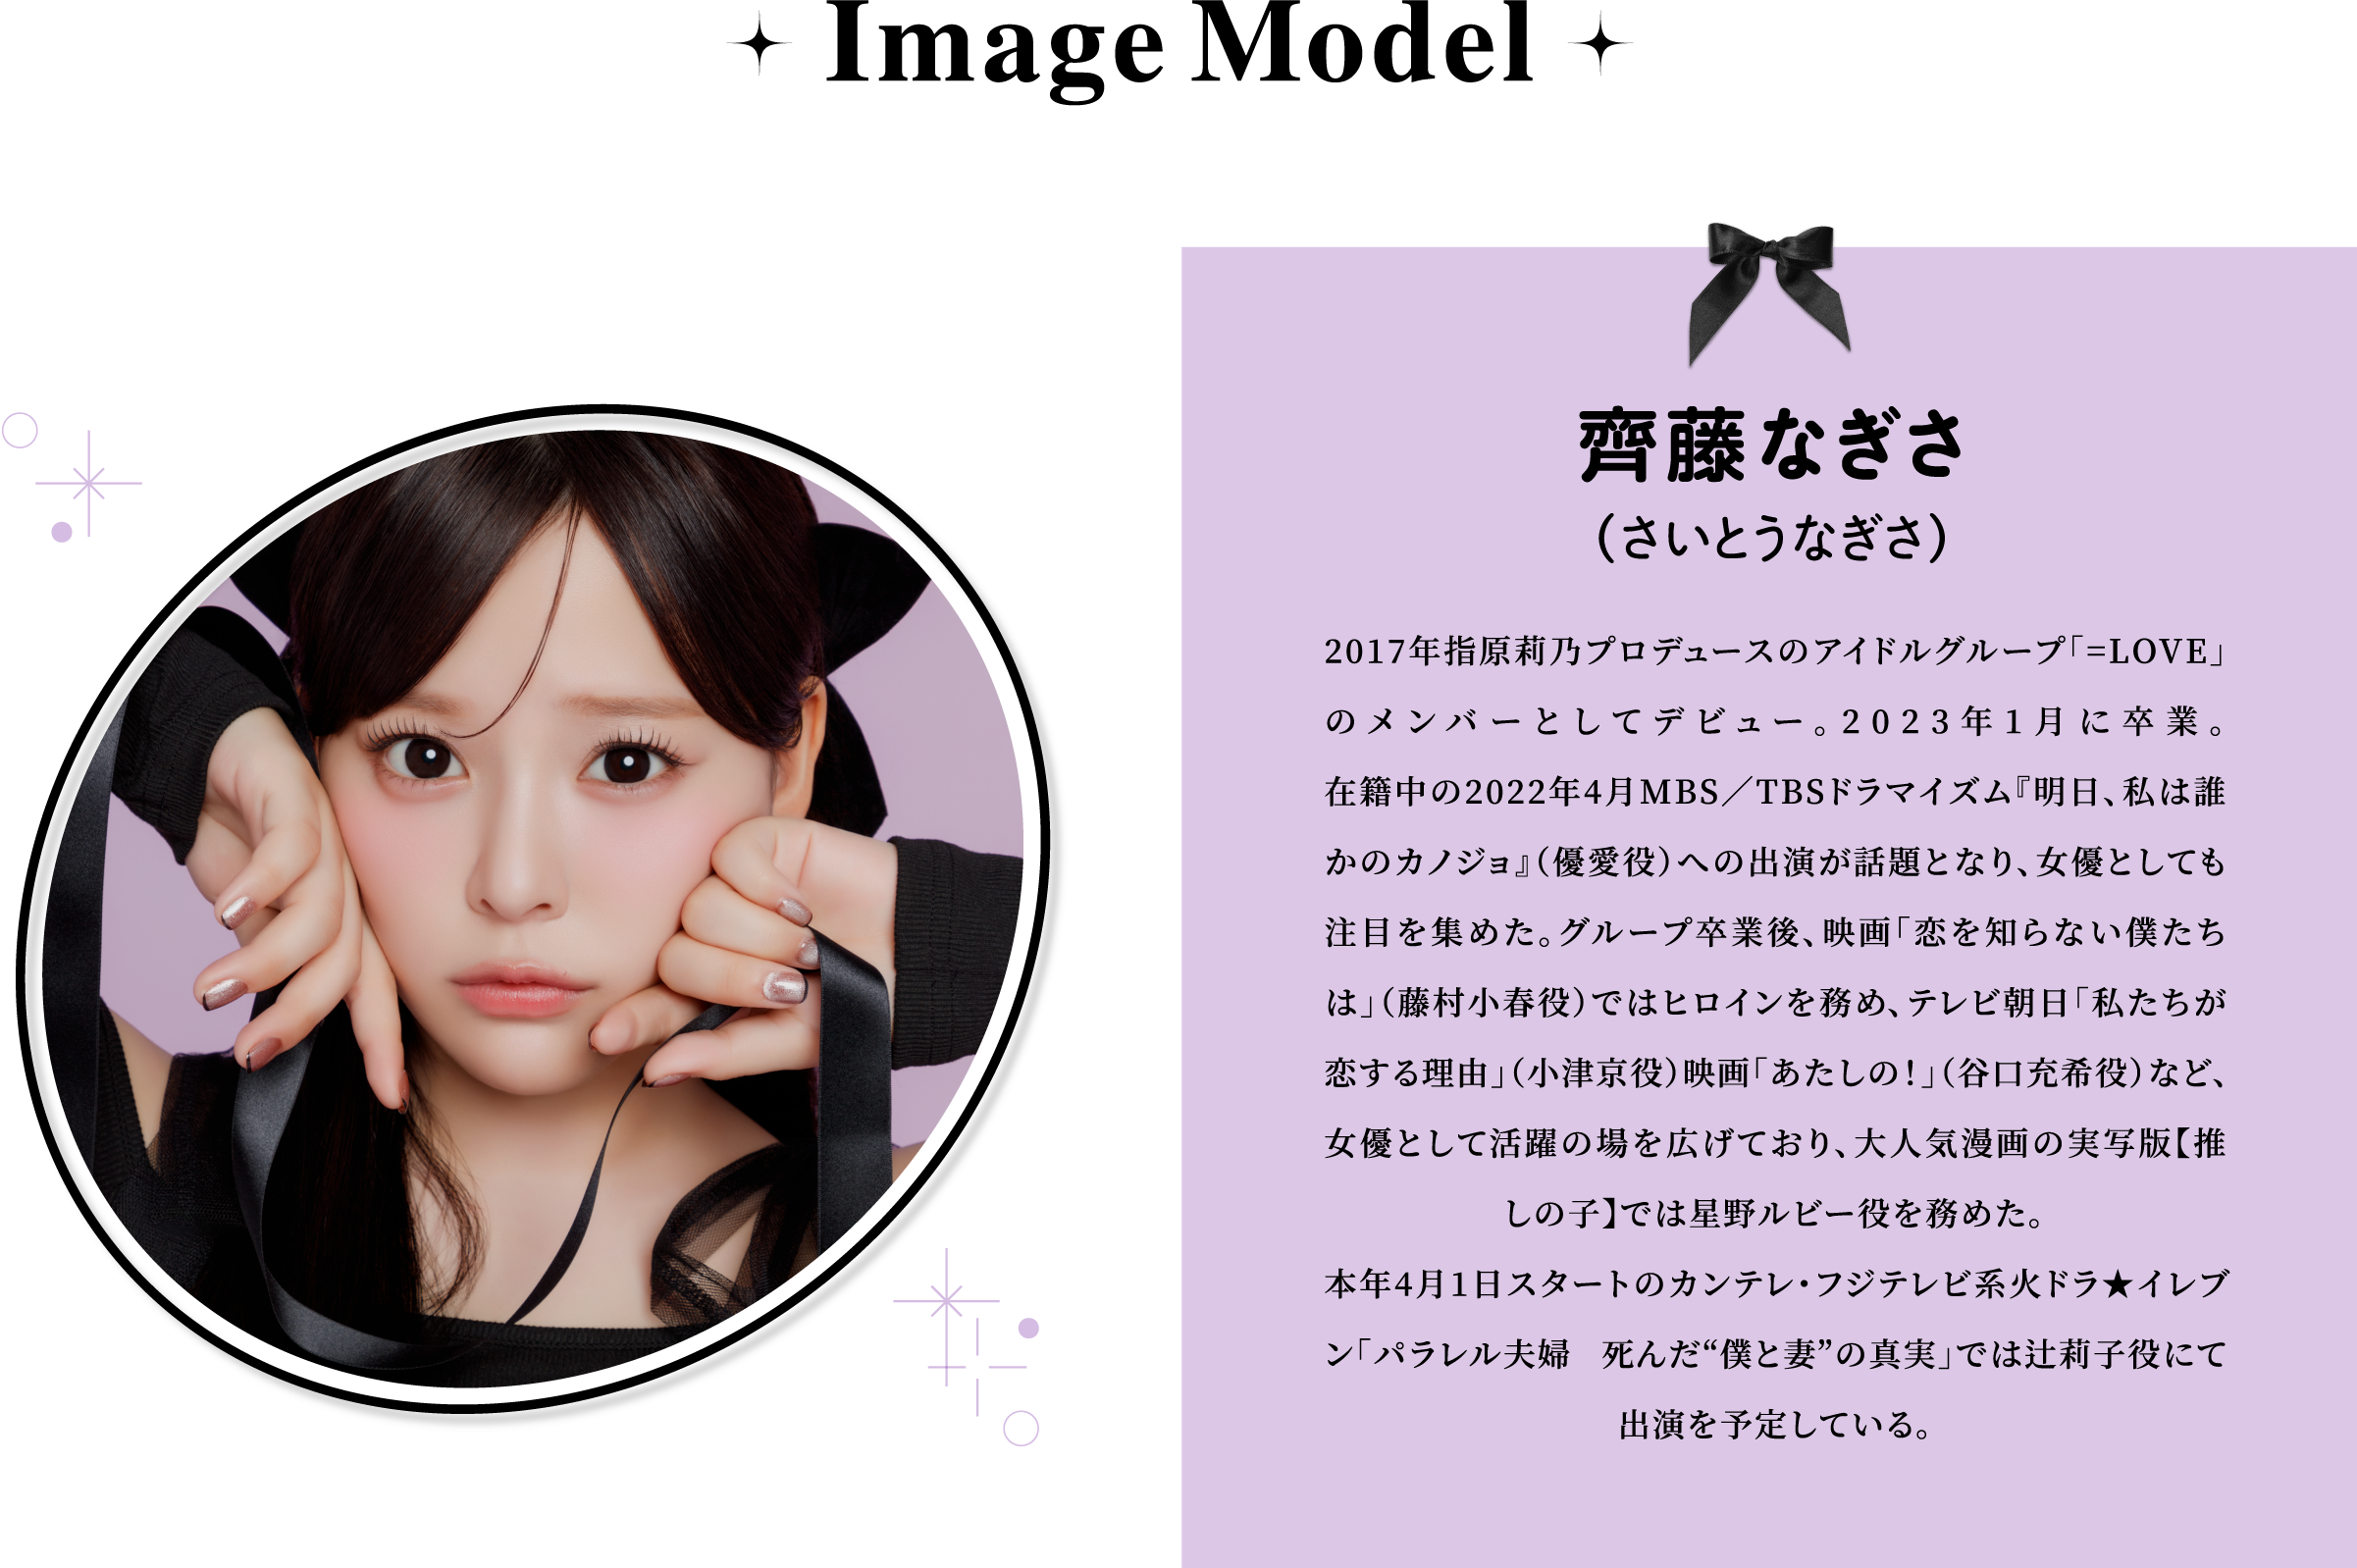 Image Model
齊藤なぎさ
（さいとうなぎさ）
2017年指原莉乃プロデュースのアイドルグループ「=LOVE」
のメンバーとしてデビュー。2023年1月に卒業。
在籍中の2022年4月MBS／TBSドラマイズム『明日、私は誰
かのカノジョ』（優愛役）への出演が話題となり、女優としても
注目を集めた。グループ卒業後、映画「恋を知らない僕たち
は」（藤村小春役）ではヒロインを務め、テレビ朝日「私たちが
恋する理由」（小津京役）映画「あたしの！」（谷口充希役）など、
女優として活躍の場を広げており、大人気漫画の実写版【推
しの子】では星野ルビー役を務めた。
本年4月1日スタートのカンテレ・フジテレビ系火ドラ★イレブ
ン「パラレル夫婦　死んだ“僕と妻”の真実」では辻莉子役にて
出演を予定している。